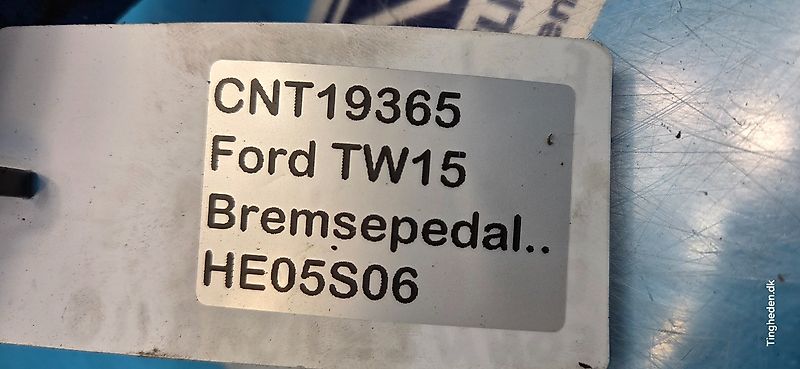 CNT19365
Ford TW15
Bremsepedal..
HE05S06
Tingheden.dk